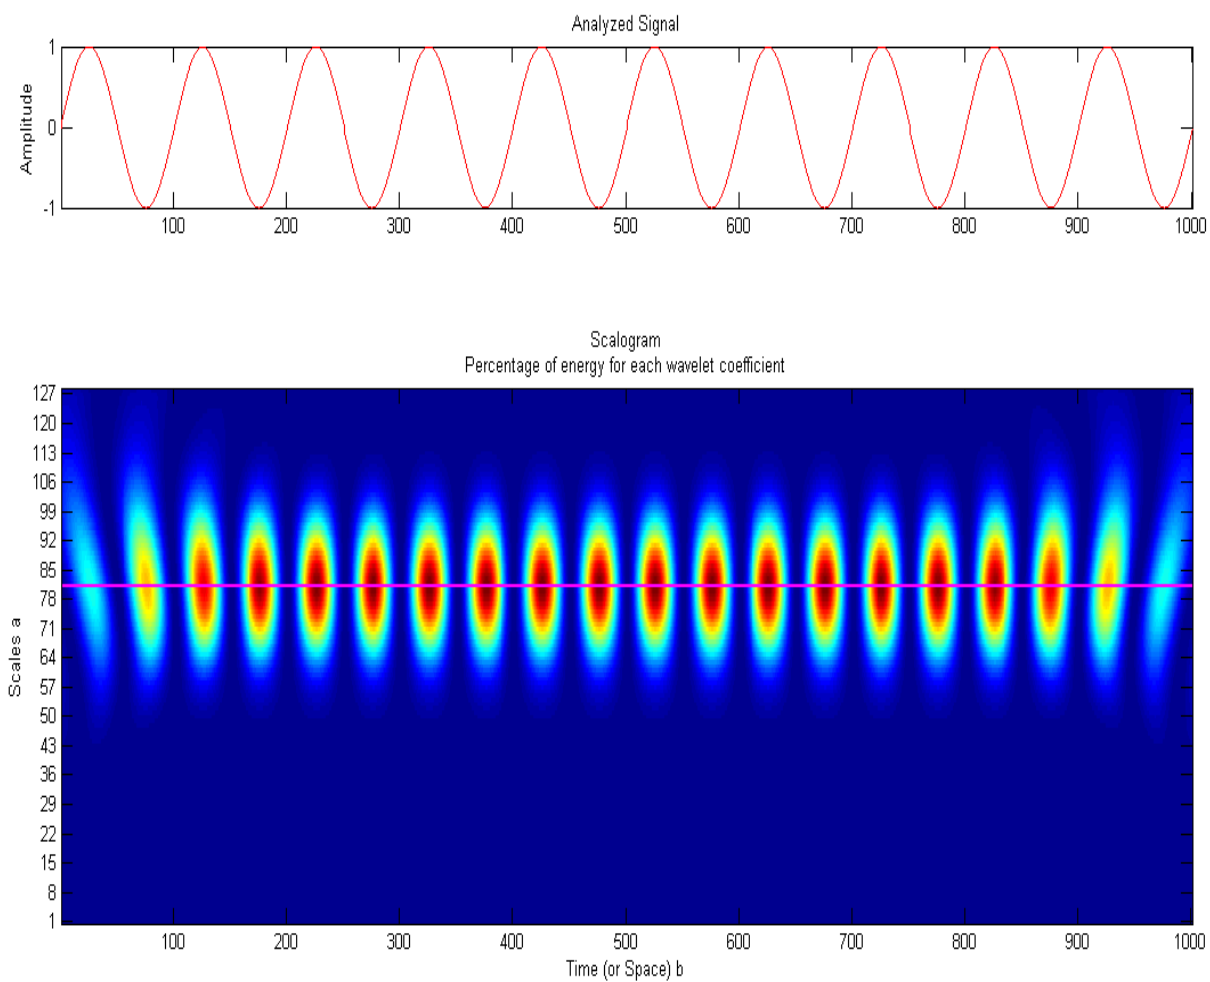 Analyzed Signal
1
0
-1
Amplitude
100 200 300 400 500 600 700 800 900 1000
Scalogram
Percentage of energy for each wavelet coefficient
127
120
113
106
99
92
85
78
71
64
57
50
43
36
29
22
15
8
1
Scales a
100 200 300 400 500 600 700 800 900 1000
Time (or Space) b